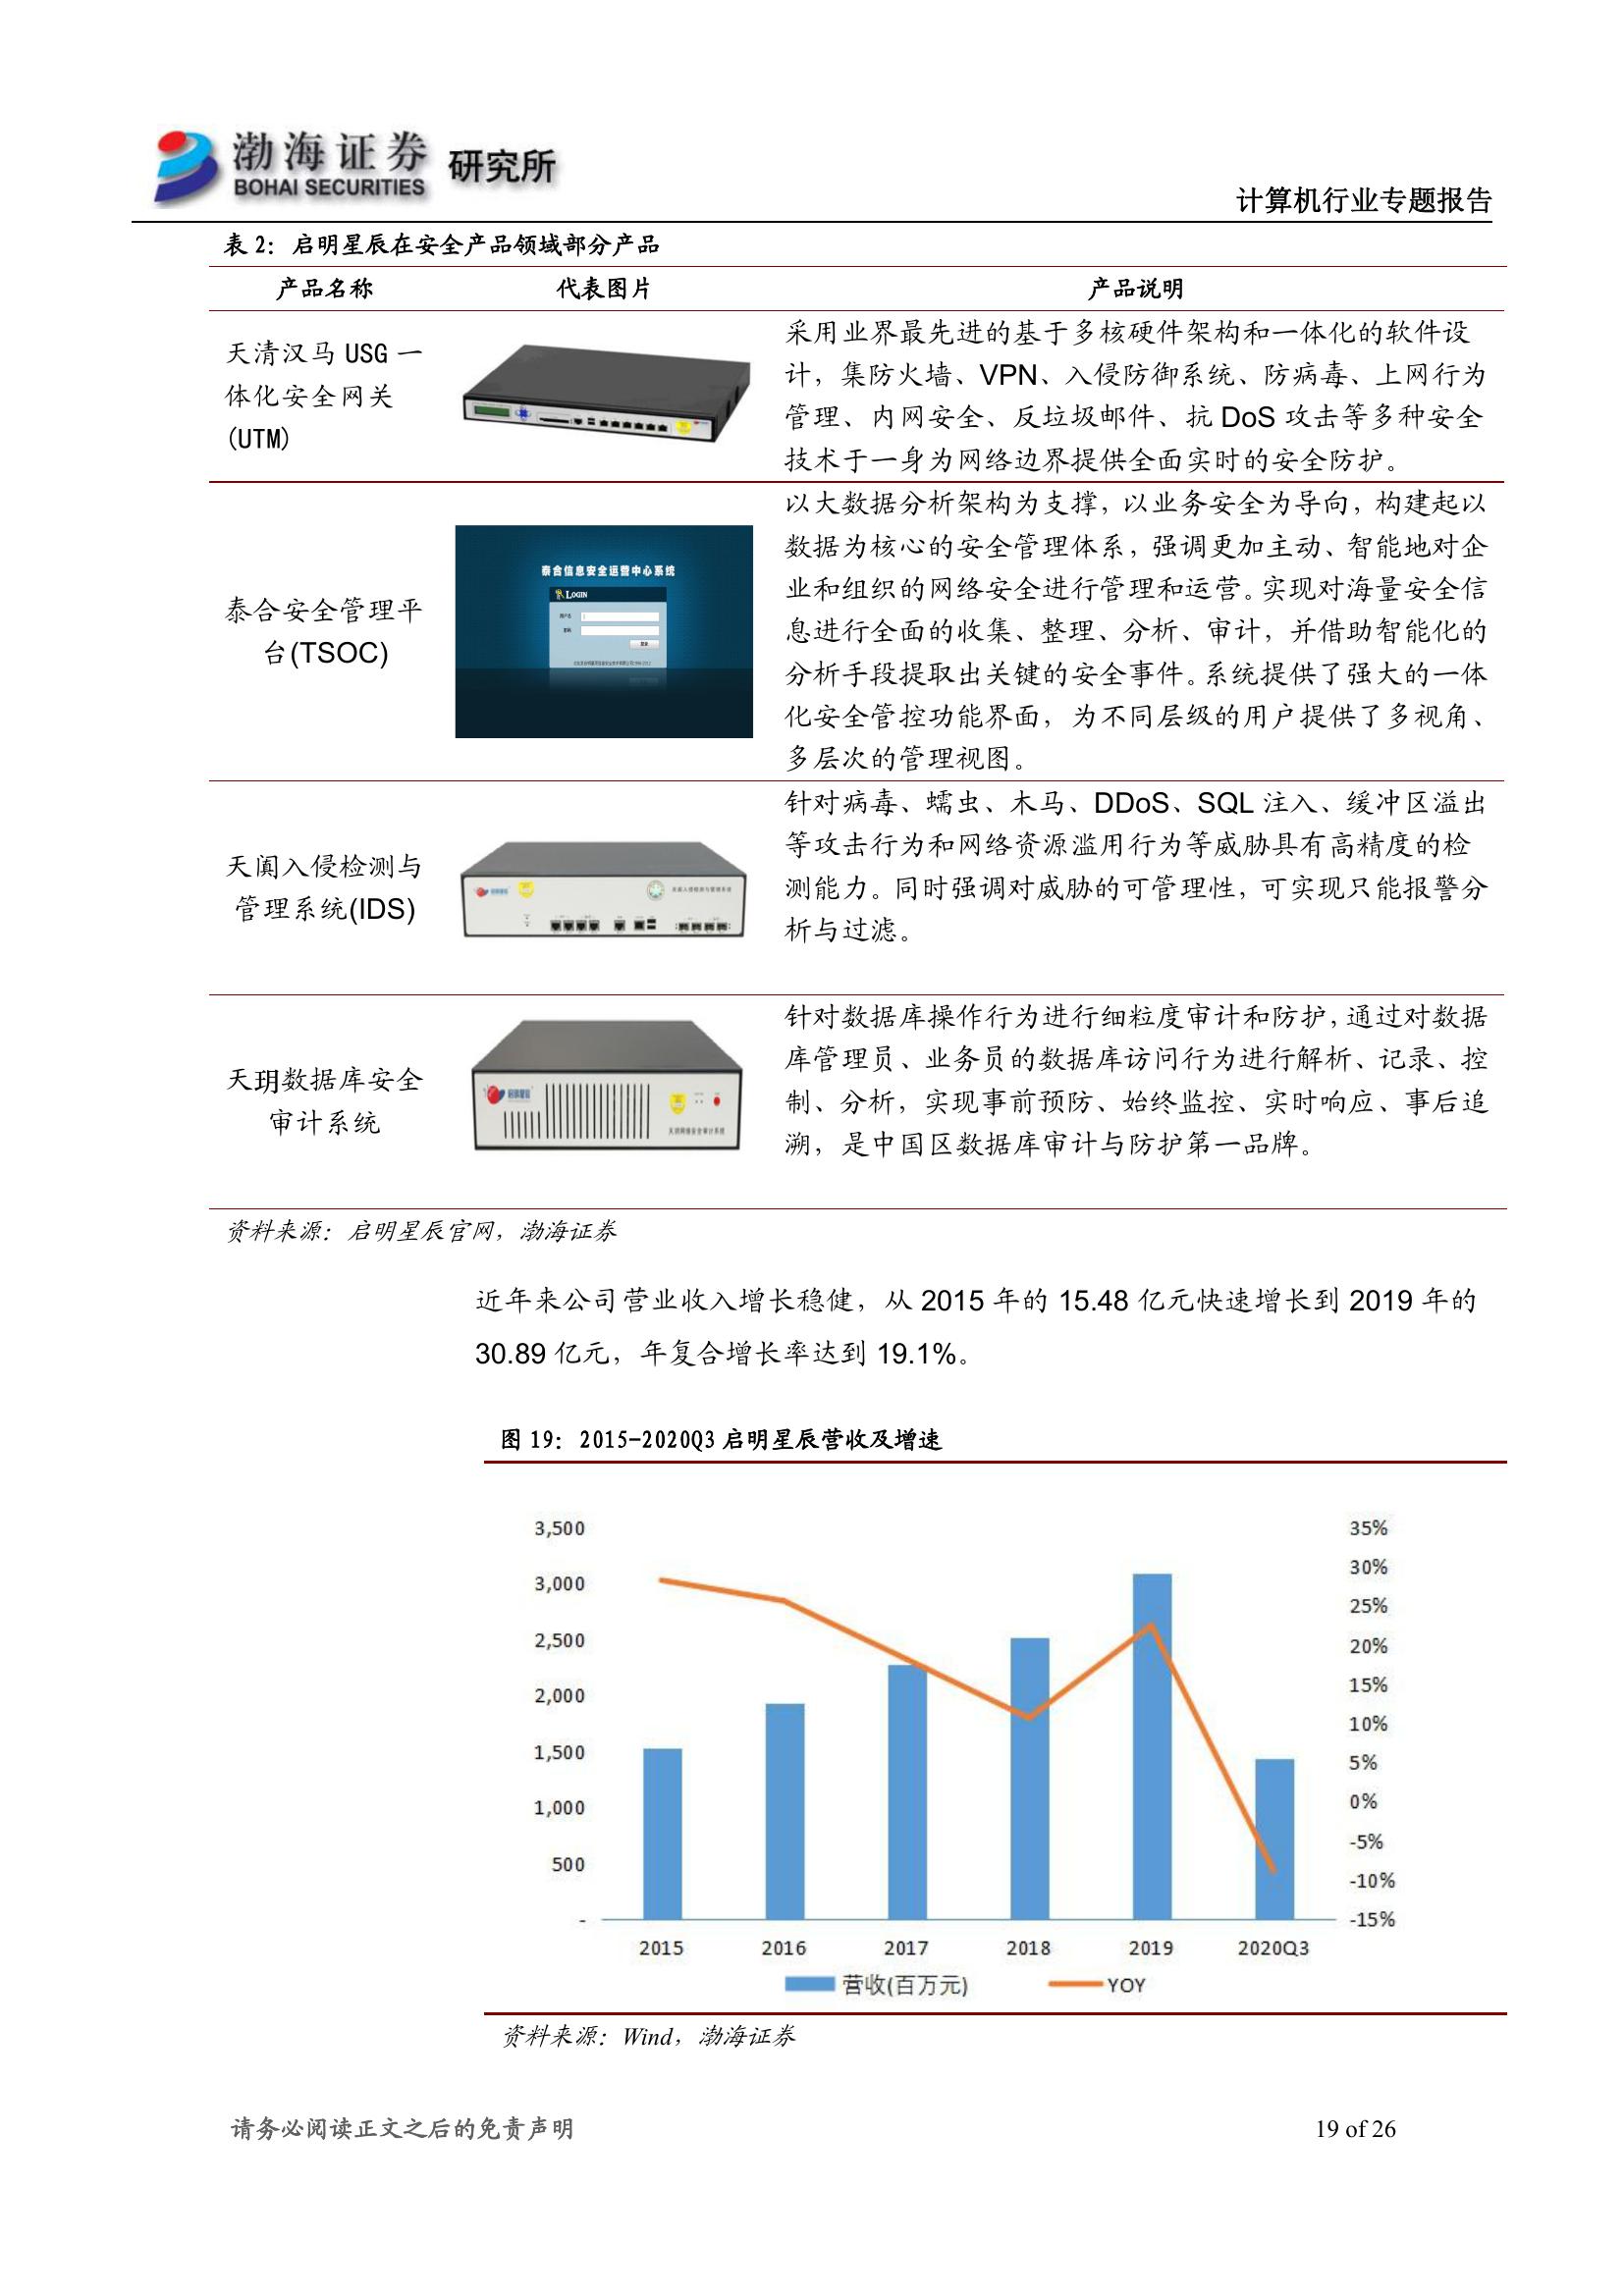 渤海证券 研究所
BOHAI SECURITIES
计算机行业专题报告
表 2：启明星辰在安全产品领域部分产品
产品名称 代表图片 产品说明
天清汉马 USG 一
体化安全网关
(UTM)
采用业界最先进的基于多核硬件架构和一体化的软件设
计，集防火墙、VPN、入侵防御系统、防病毒、上网行为
管理、内网安全、反垃圾邮件、抗 DoS 攻击等多种安全
技术于一身为网络边界提供全面实时的安全防护。
泰合安全管理平
台(TSOC)
泰合信息安全运营中心系统
LOGIN
以大数据分析架构为支撑，以业务安全为导向，构建起以
数据为核心的安全管理体系，强调更加主动、智能地对企
业和组织的网络安全进行管理和运营。实现对海量安全信
息进行全面的收集、整理、分析、审计，并借助智能化的
分析手段提取出关键的安全事件。系统提供了强大的一体
化安全管控功能界面，为不同层级的用户提供了多视角、
多层次的管理视图。
天阗入侵检测与
管理系统(IDS)
针对病毒、蠕虫、木马、DDoS、SQL 注入、缓冲区溢出
等攻击行为和网络资源滥用行为等威胁具有高精度的检
测能力。同时强调对威胁的可管理性，可实现只能报警分
析与过滤。
天玥数据库安全
审计系统
针对数据库操作行为进行细粒度审计和防护，通过对数据
库管理员、业务员的数据库访问行为进行解析、记录、控
制、分析，实现事前预防、始终监控、实时响应、事后追
溯，是中国区数据库审计与防护第一品牌。
资料来源：启明星辰官网，渤海证券
近年来公司营业收入增长稳健，从 2015 年的 15.48 亿元快速增长到 2019 年的
30.89 亿元，年复合增长率达到 19.1%。
图 19：2015-2020Q3 启明星辰营收及增速
3,500 35%
30%
3,000
25%
2,500
20%
2,000
15%
10%
1,500
5%
1,000
0%
-5%
500
-10%
- -15%
2015 2016 2017 2018 2019 2020Q3
营收(百万元) YOY
资料来源：Wind，渤海证券
请务必阅读正文之后的免责声明 19 of 26